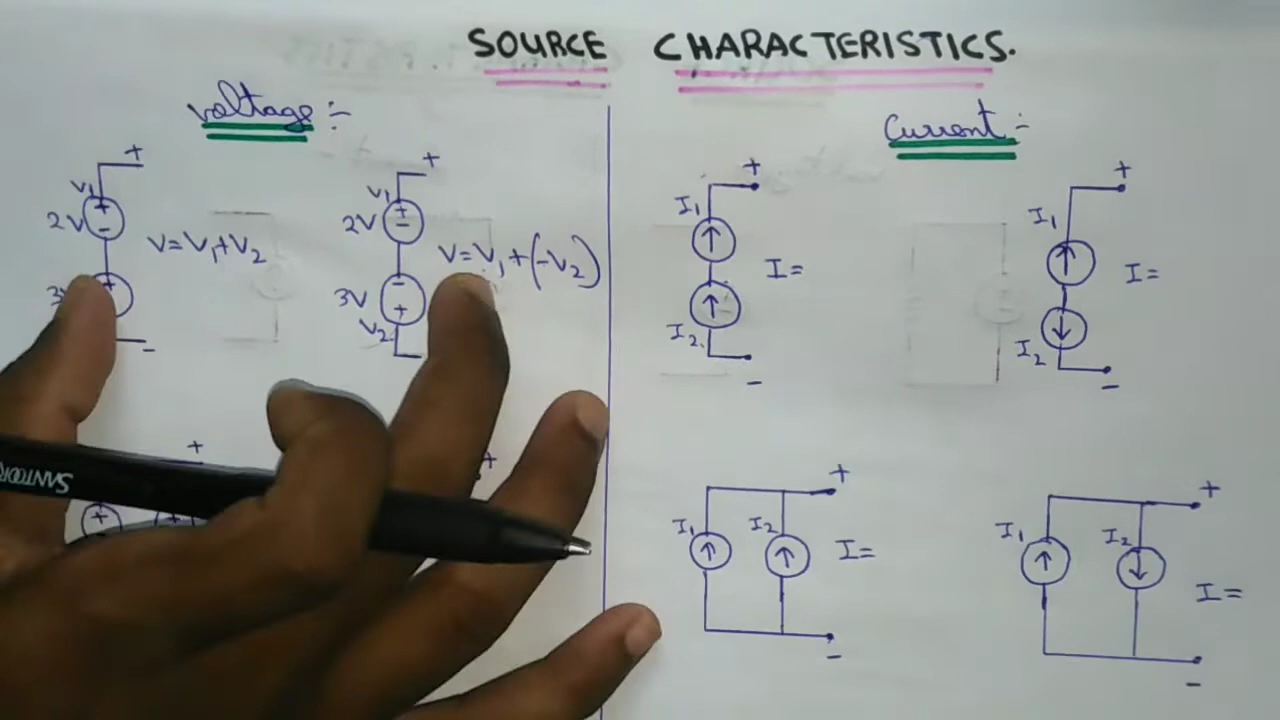 SOURCE CHARACTERISTICS.
Voltage :-
+
V1
2V
+
-
V=V1+V2
-
+
V1
2V
+
-
V=V1+(-V2)
3V
-
+
V2
+
+
+
SANTOOR
Current :-
+
I1
I=
I2.
-
+
I1
I=
I2
-
+
I1
I2
I=
-
+
I1
I2
I=
-